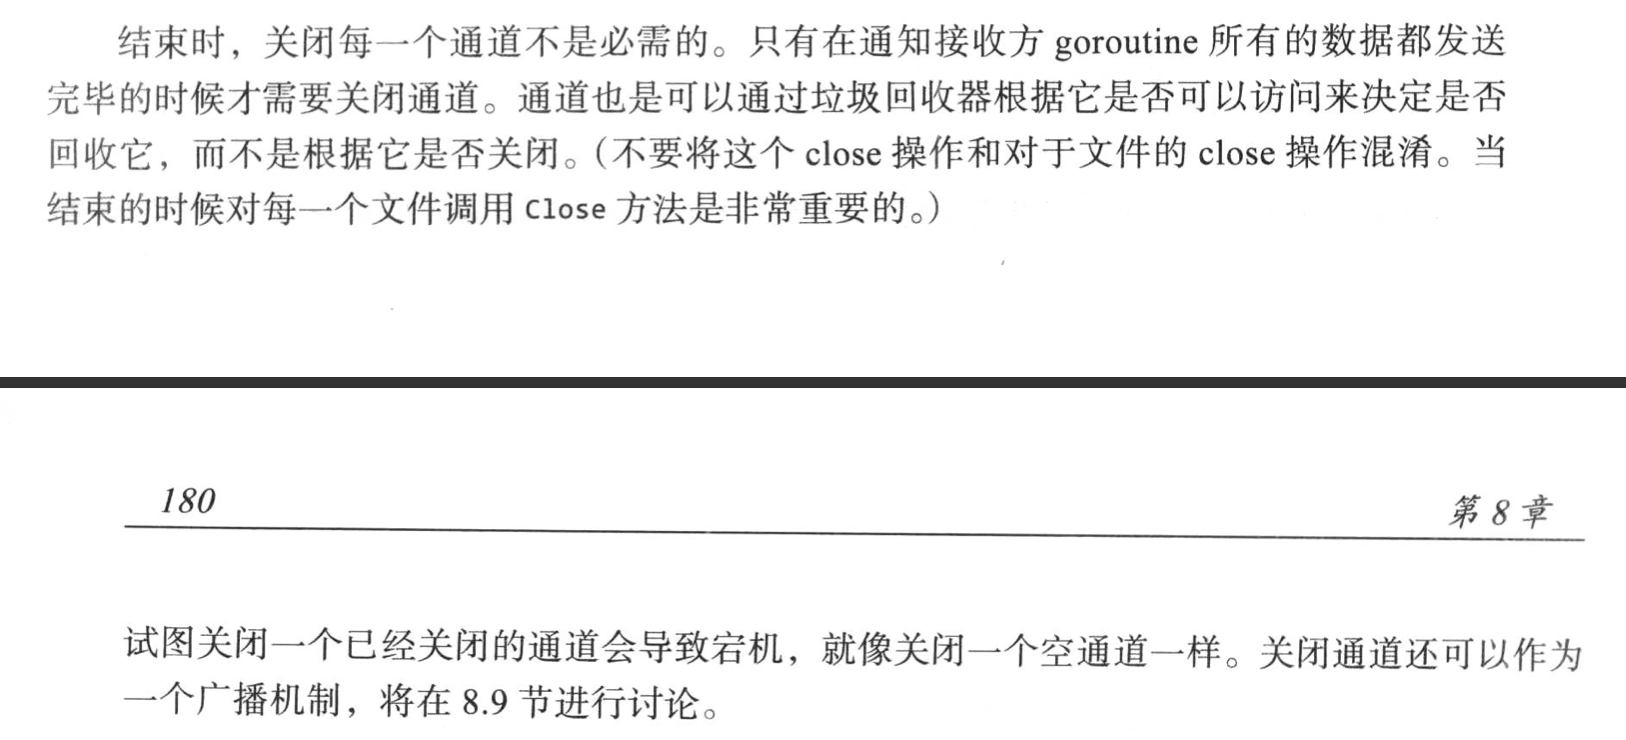 结束时，关闭每一个通道不是必需的。只有在通知接收方 goroutine 所有的数据都发送
完毕的时候才需要关闭通道。通道也是可以通过垃圾回收器根据它是否可以访问来决定是否
回收它，而不是根据它是否关闭。（不要将这个 close 操作和对于文件的 close 操作混淆。当
结束的时候对每一个文件调用 Close 方法是非常重要的。）
180 第 8 章
试图关闭一个已经关闭的通道会导致宕机，就像关闭一个空通道一样。关闭通道还可以作为
一个广播机制，将在 8.9 节进行讨论。